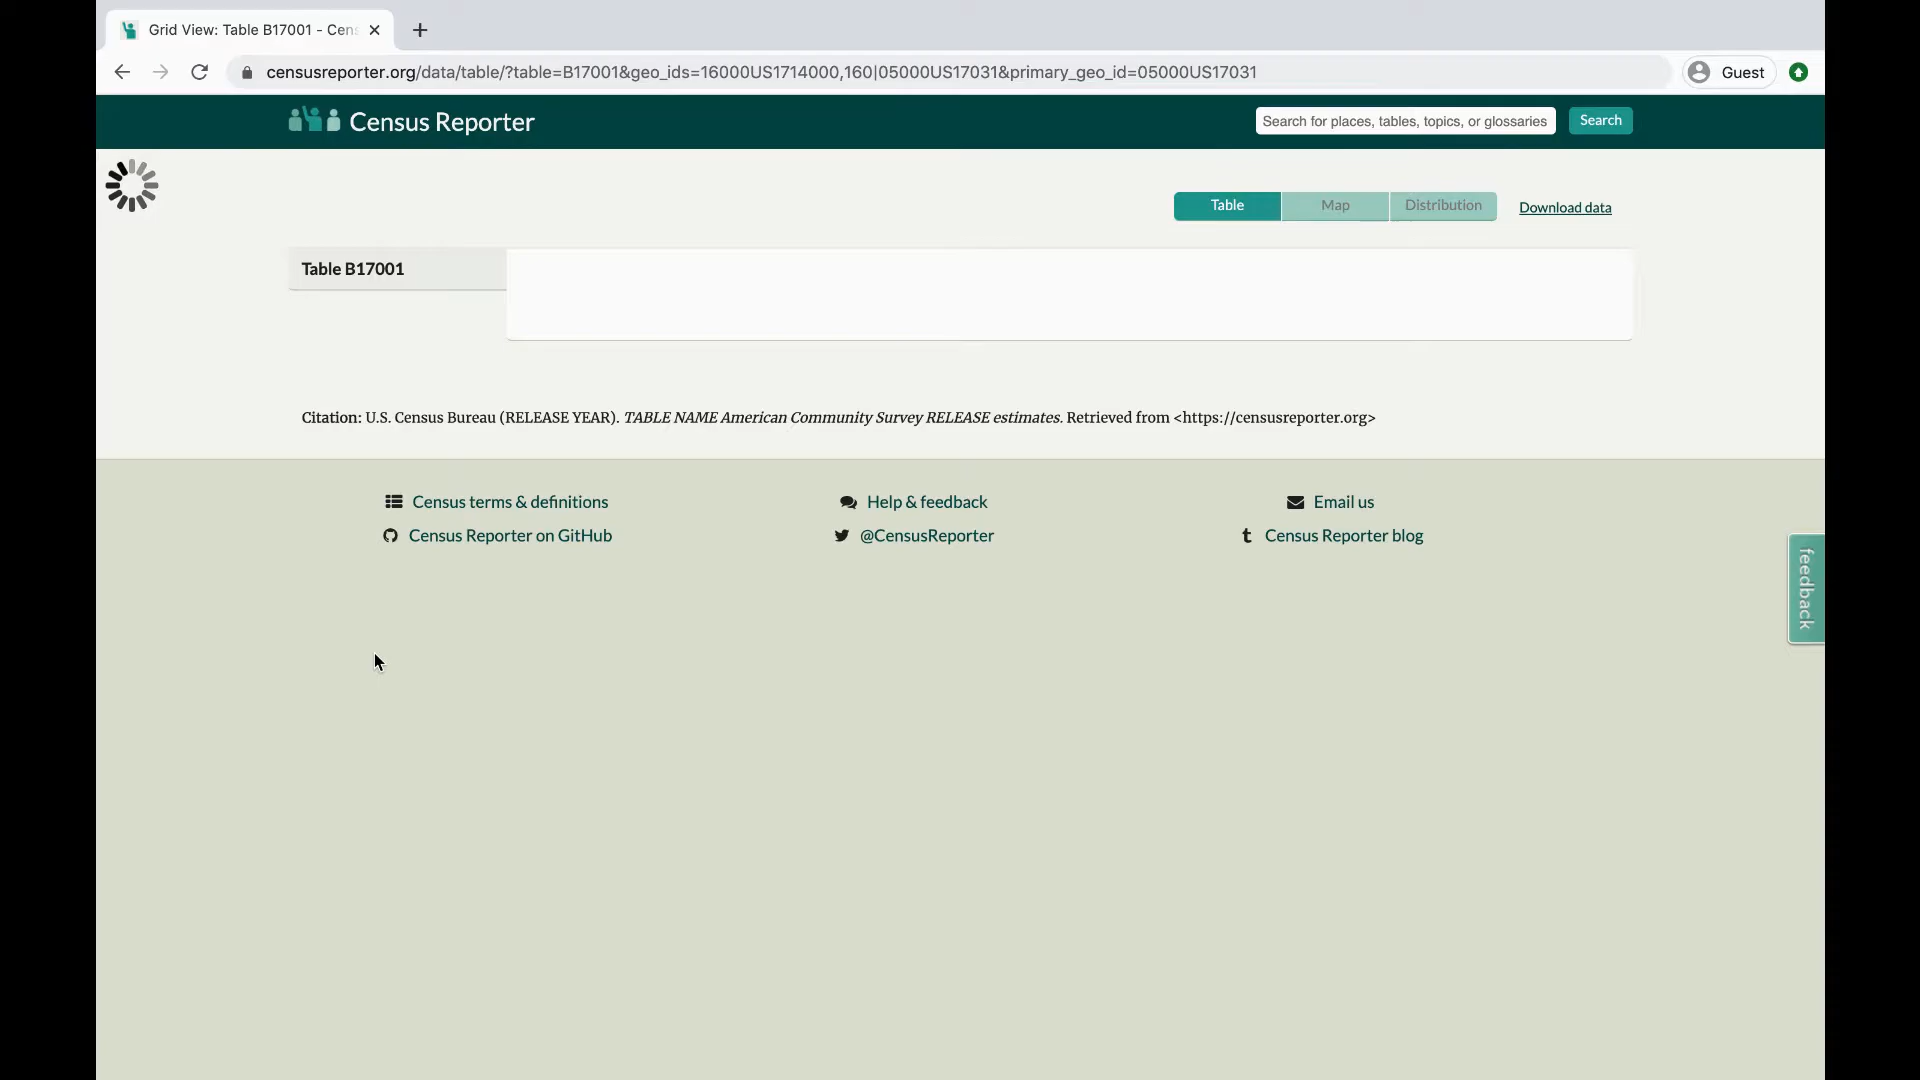 Grid View: Table B17001 - Cen
censusreporter.org/data/table/?table=B17001&geo_ids=16000US1714000,160|05000US17031&primary_geo_id=05000US17031
Guest
Census Reporter
Search for places, tables, topics, or glossaries
Search
Table
Map
Distribution
Download data
Table B17001
Citation: U.S. Census Bureau (RELEASE YEAR). TABLE NAME American Community Survey RELEASE estimates. Retrieved from <https://censusreporter.org>
Census terms & definitions
Help & feedback
Email us
Census Reporter on GitHub
@CensusReporter
Census Reporter blog
feedback